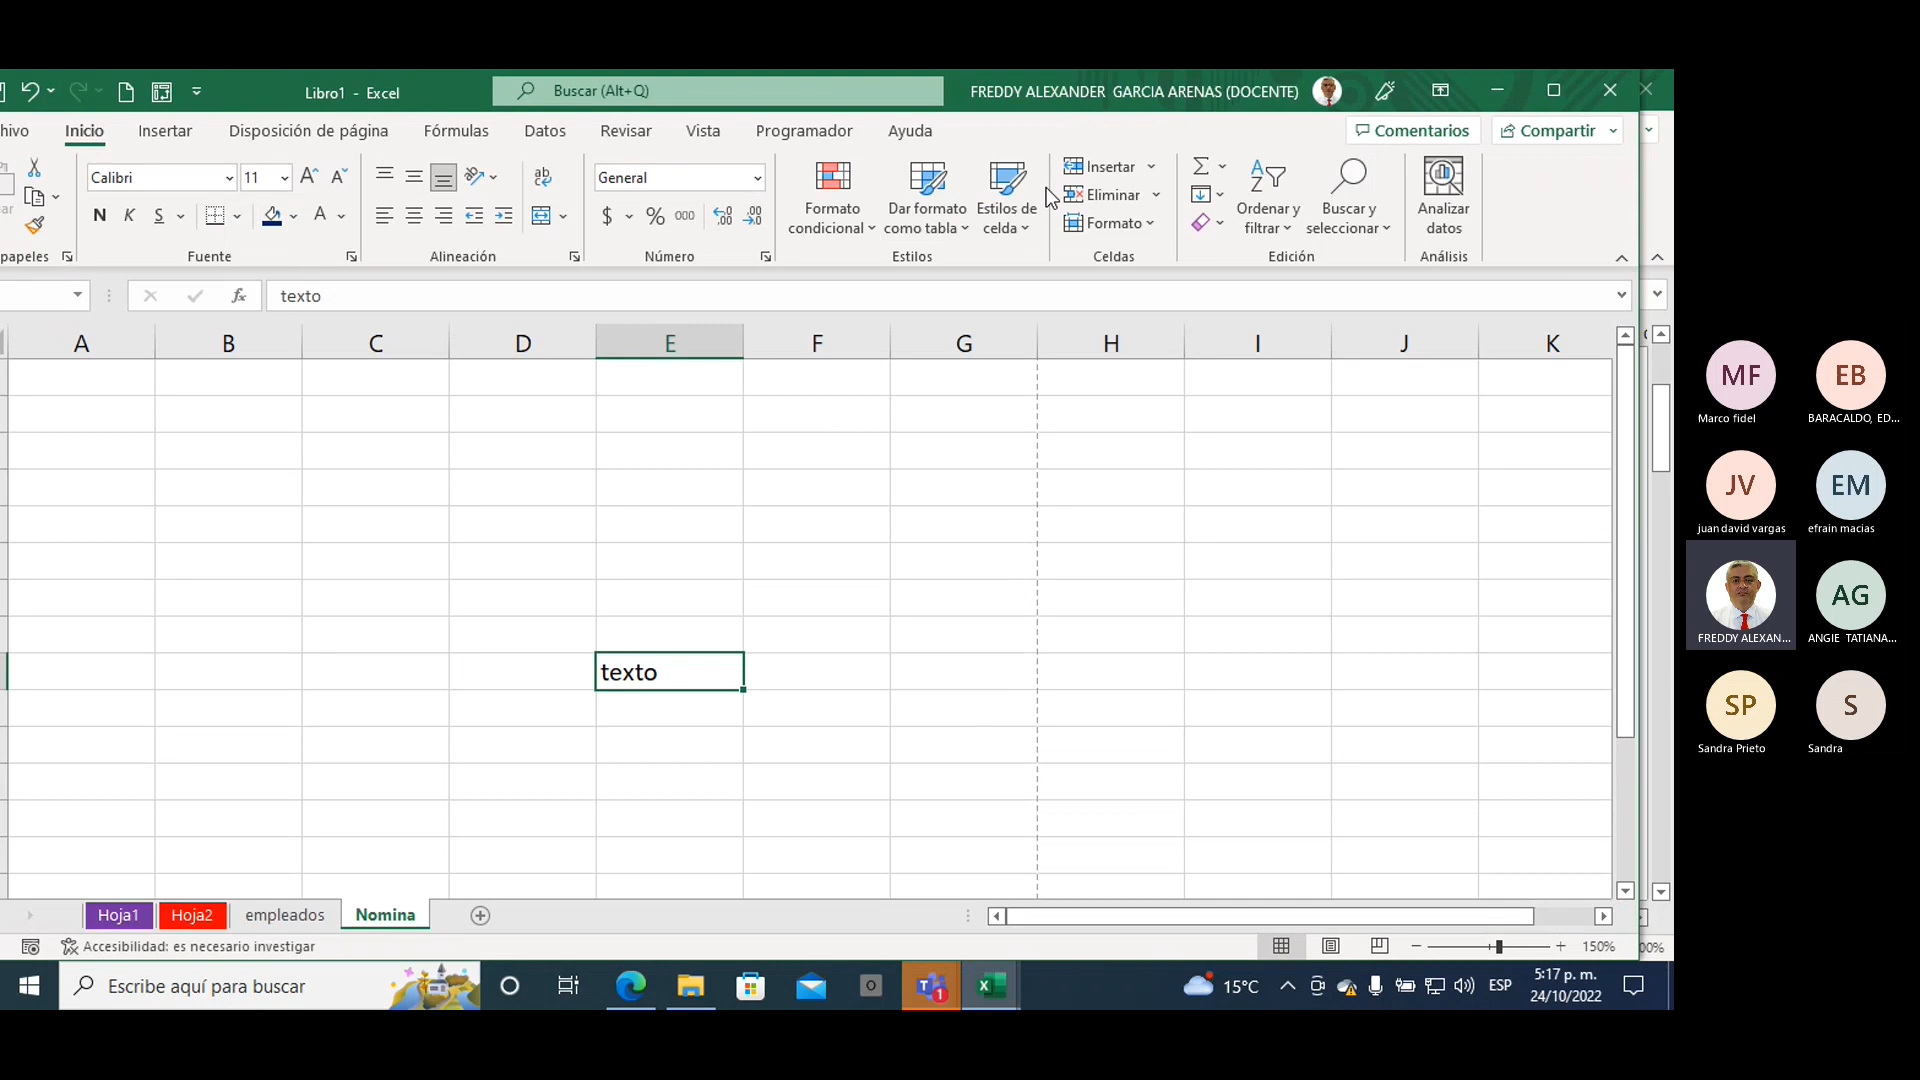 Libro1 - Excel
Buscar (Alt+Q)
FREDDY ALEXANDER GARCIA ARENAS (DOCENTE)
hivo
Inicio
Insertar
Disposición de página
Fórmulas
Datos
Revisar
Vista
Programador
Ayuda
Comentarios
Compartir
Calibri
11
General
Insertar
Eliminar
Formato
N K S
A
$ % 000
Formato condicional
Dar formato como tabla
Estilos de celda
Ordenar y filtrar
Buscar y seleccionar
Analizar datos
papeles
Fuente
Alineación
Número
Estilos
Celdas
Edición
Análisis
fx
texto
A B C D E F G H I J K
texto
Hoja1
Hoja2
empleados
Nomina
Accesibilidad: es necesario investigar
150%
00%
Escribe aquí para buscar
15°C
ESP
5:17 p. m.
24/10/2022
MF
Marco fidel
EB
BARACALDO, ED...
JV
juan david vargas
EM
efrain macias
FREDDY ALEXAN...
AG
ANGIE TATIANA...
SP
Sandra Prieto
S
Sandra